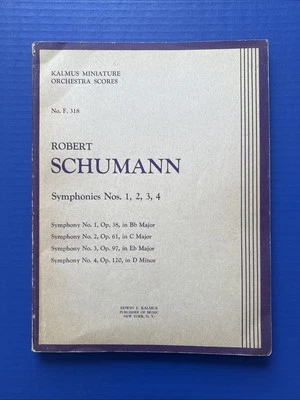 KALMUS MINIATURE
ORCHESTRA SCORES
No. F. 318
ROBERT
SCHUMANN
Symphonies Nos. 1, 2, 3, 4
Symphony No. 1, Op. 38, in Bb Major
Symphony No. 2, Op. 61, in C Major
Symphony No. 3, Op. 97, in Eb Major
Symphony No. 4, Op. 120, in D Minor
EDWIN F. KALMUS
PUBLISHER OF MUSIC
NEW YORK, N. Y.